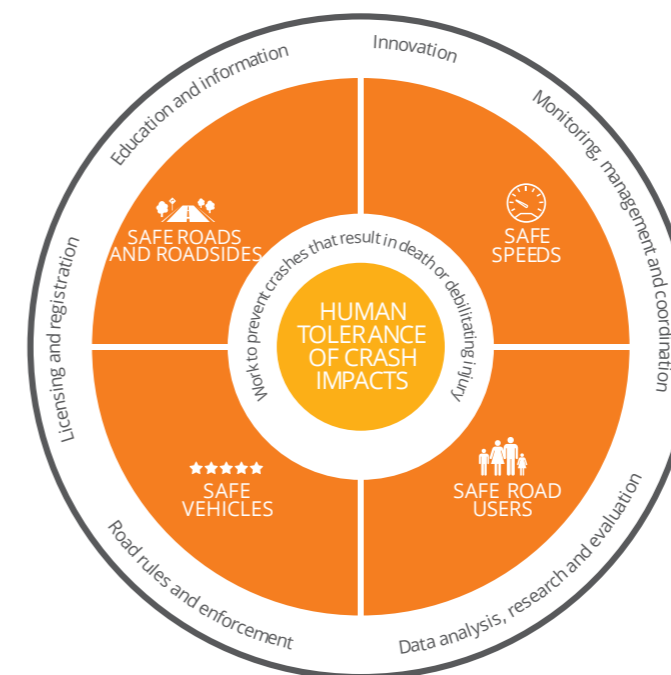 Innovation
Monitoring, management and coordination
Data analysis, research and evaluation
Road rules and enforcement
Licensing and registration
Education and information
SAFE ROADS
AND ROADSIDES
SAFE
SPEEDS
SAFE ROAD
USERS
SAFE
VEHICLES
Work to prevent crashes that result in death or debilitating injury
HUMAN
TOLERANCE
OF CRASH
IMPACTS